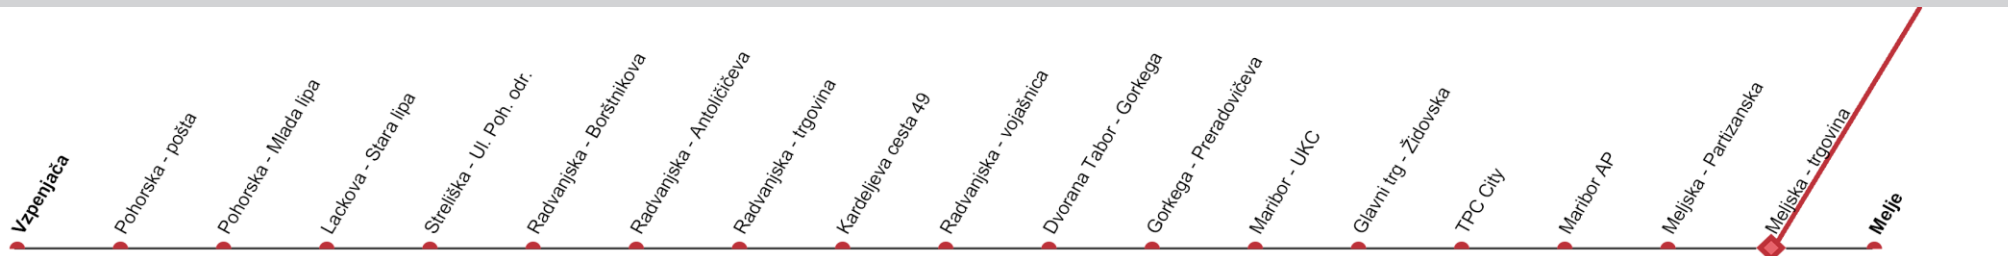 Vzpenjača
Pohorska - pošta
Pohorska - Mlada lipa
Lackova - Stara lipa
Streliška - Ul. Poh. odr.
Radvanjska - Borštnikova
Radvanjska - Antoličičeva
Radvanjska - trgovina
Kardeljeva cesta 49
Radvanjska - vojašnica
Dvorana Tabor - Gorkega
Gorkega - Preradovičeva
Maribor - UKC
Glavni trg - Židovska
TPC City
Maribor AP
Meljska - Partizanska
Meljska - trgovina
Melje